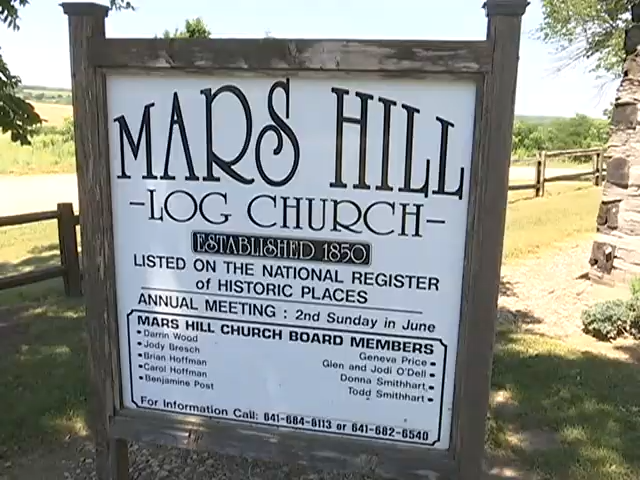 MARS HILL
-LOG CHURCH-
ESTABLISHED 1850
LISTED ON THE NATIONAL REGISTER
of HISTORIC PLACES
ANNUAL MEETING : 2nd Sunday in June
MARS HILL CHURCH BOARD MEMBERS
• Darrin Wood
• Jody Bresch
• Brian Hoffman
• Carol Hoffman
• Benjamine Post
Geneva Price •
Glen and Jodi O'Dell •
Donna Smithhart •
Todd Smithhart •
For Information Call: 641-684-8113 or 641-682-6540